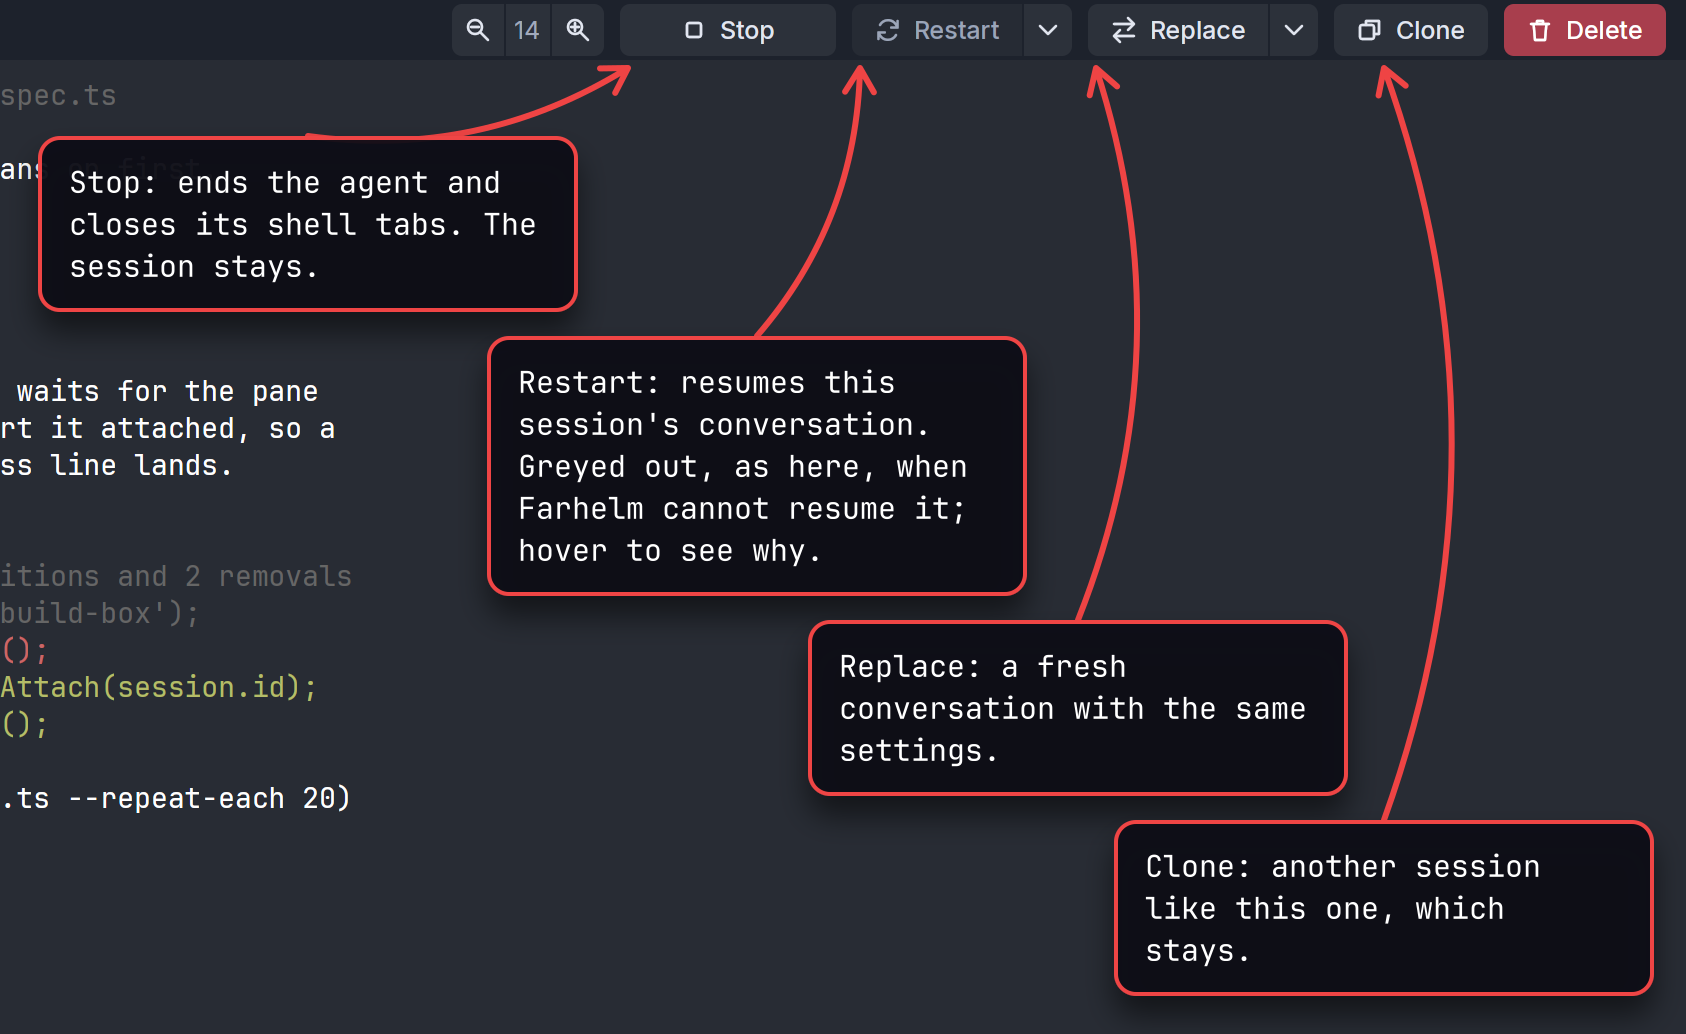 14 Stop Restart Replace Clone Delete
spec.ts
ans on first
Stop: ends the agent and
closes its shell tabs. The
session stays.
waits for the pane
rt it attached, so a
ss line lands.
Restart: resumes this
session's conversation.
Greyed out, as here, when
Farhelm cannot resume it;
hover to see why.
itions and 2 removals
build-box');
();
Attach(session.id);
();
Replace: a fresh
conversation with the same
settings.
.ts --repeat-each 20)
Clone: another session
like this one, which
stays.